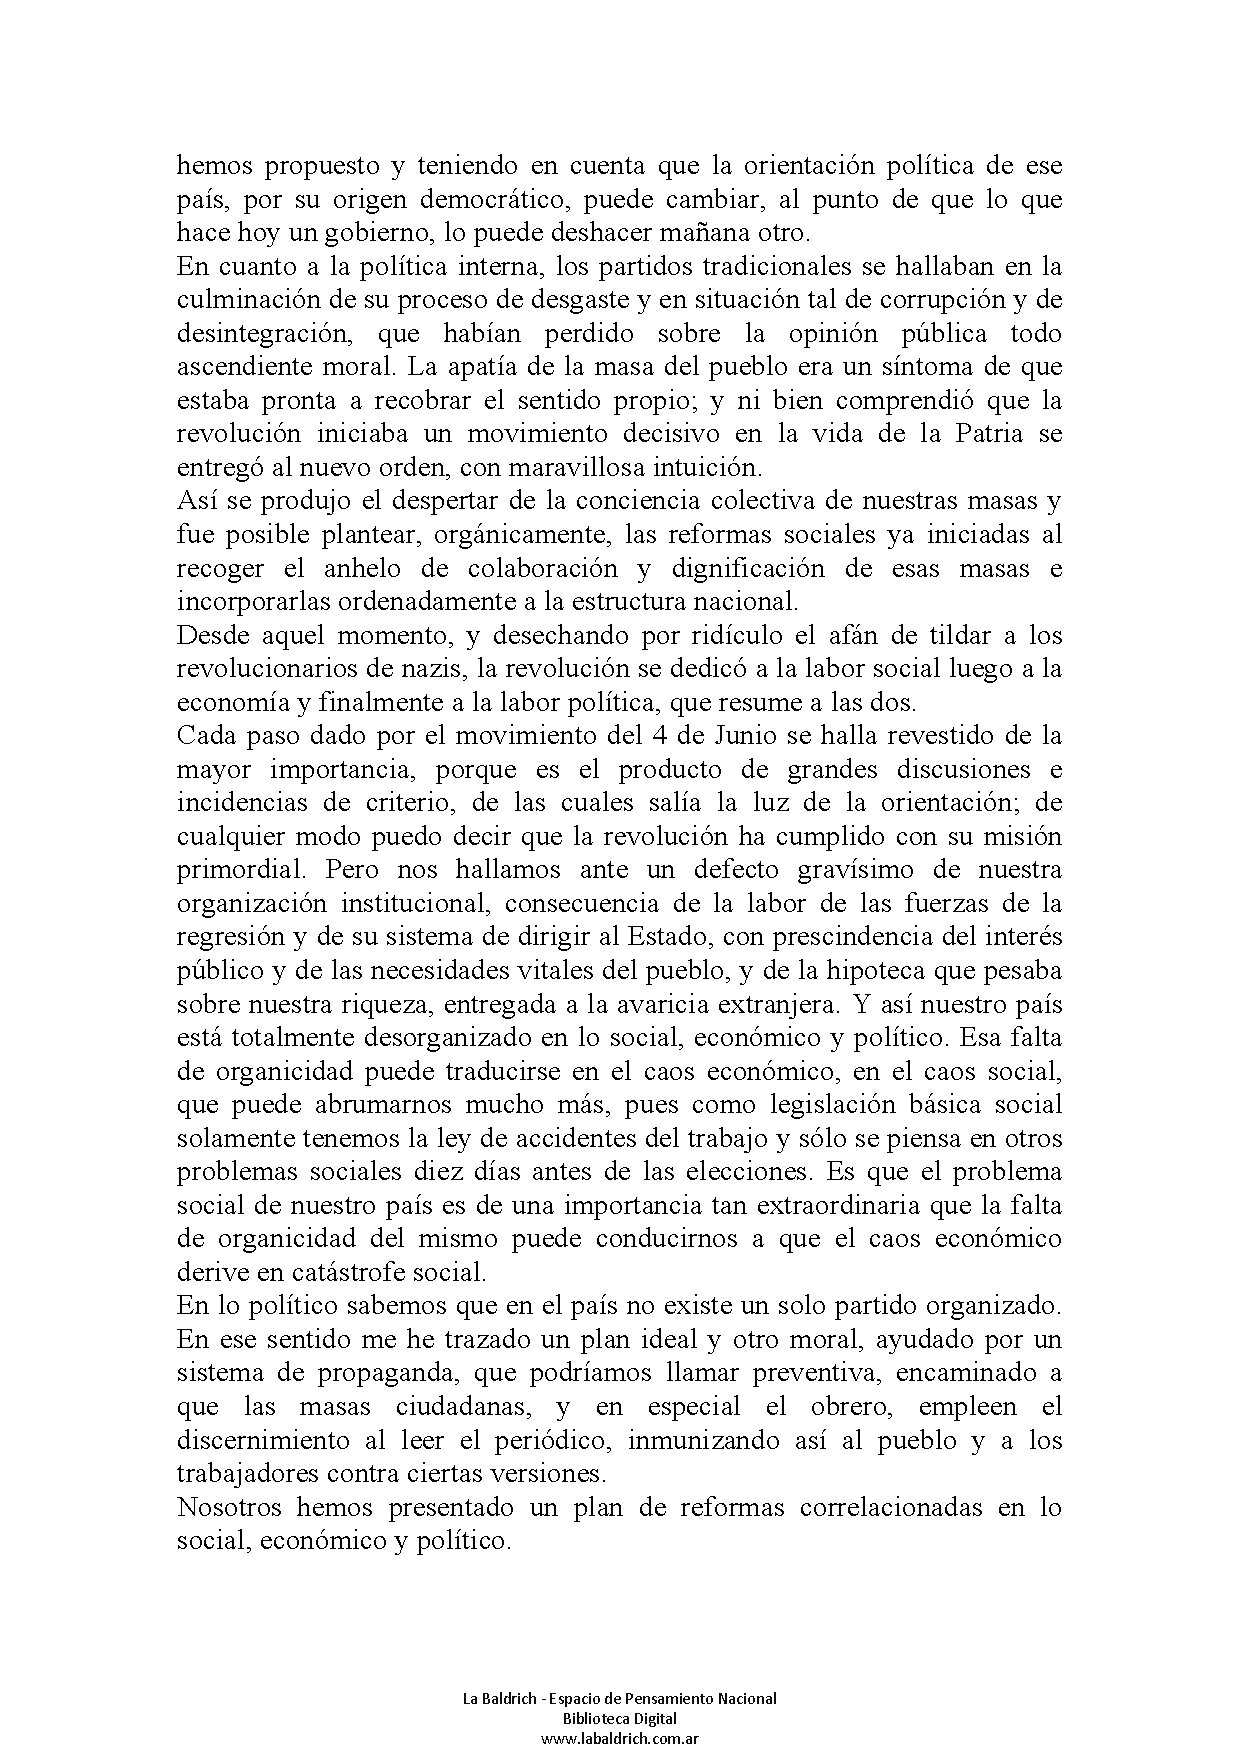 hemos propuesto y teniendo en cuenta que la orientación política de ese
país, por su origen democrático, puede cambiar, al punto de que lo que
hace hoy un gobierno, lo puede deshacer mañana otro.
En cuanto a la política interna, los partidos tradicionales se hallaban en la
culminación de su proceso de desgaste y en situación tal de corrupción y de
desintegración, que habían perdido sobre la opinión pública todo
ascendiente moral. La apatía de la masa del pueblo era un síntoma de que
estaba pronta a recobrar el sentido propio; y ni bien comprendió que la
revolución iniciaba un movimiento decisivo en la vida de la Patria se
entregó al nuevo orden, con maravillosa intuición.
Así se produjo el despertar de la conciencia colectiva de nuestras masas y
fue posible plantear, orgánicamente, las reformas sociales ya iniciadas al
recoger el anhelo de colaboración y dignificación de esas masas e
incorporarlas ordenadamente a la estructura nacional.
Desde aquel momento, y desechando por ridículo el afán de tildar a los
revolucionarios de nazis, la revolución se dedicó a la labor social luego a la
economía y finalmente a la labor política, que resume a las dos.
Cada paso dado por el movimiento del 4 de Junio se halla revestido de la
mayor importancia, porque es el producto de grandes discusiones e
incidencias de criterio, de las cuales salía la luz de la orientación; de
cualquier modo puedo decir que la revolución ha cumplido con su misión
primordial. Pero nos hallamos ante un defecto gravísimo de nuestra
organización institucional, consecuencia de la labor de las fuerzas de la
regresión y de su sistema de dirigir al Estado, con prescindencia del interés
público y de las necesidades vitales del pueblo, y de la hipoteca que pesaba
sobre nuestra riqueza, entregada a la avaricia extranjera. Y así nuestro país
está totalmente desorganizado en lo social, económico y político. Esa falta
de organicidad puede traducirse en el caos económico, en el caos social,
que puede abrumarnos mucho más, pues como legislación básica social
solamente tenemos la ley de accidentes del trabajo y sólo se piensa en otros
problemas sociales diez días antes de las elecciones. Es que el problema
social de nuestro país es de una importancia tan extraordinaria que la falta
de organicidad del mismo puede conducirnos a que el caos económico
derive en catástrofe social.
En lo político sabemos que en el país no existe un solo partido organizado.
En ese sentido me he trazado un plan ideal y otro moral, ayudado por un
sistema de propaganda, que podríamos llamar preventiva, encaminado a
que las masas ciudadanas, y en especial el obrero, empleen el
discernimiento al leer el periódico, inmunizando así al pueblo y a los
trabajadores contra ciertas versiones.
Nosotros hemos presentado un plan de reformas correlacionadas en lo
social, económico y político.
La Baldrich - Espacio de Pensamiento Nacional
Biblioteca Digital
www.labaldrich.com.ar